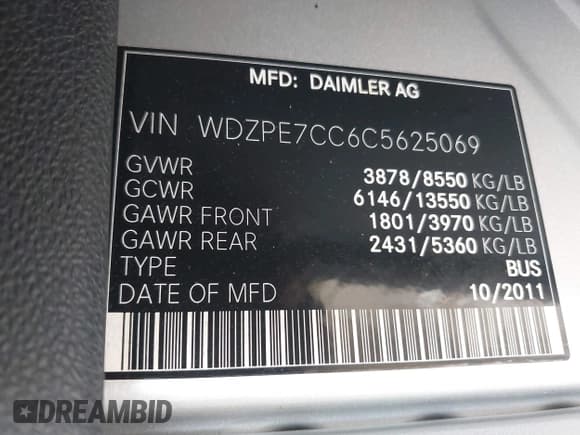 MFD: DAIMLER AG
VIN WDZPE7CC6C5625069
GVWR 3878/8550 KG/LB
GCWR 6146/13550 KG/LB
GAWR FRONT 1801/3970 KG/LB
GAWR REAR 2431/5360 KG/LB
TYPE BUS
DATE OF MFD 10/2011
DREAMBID